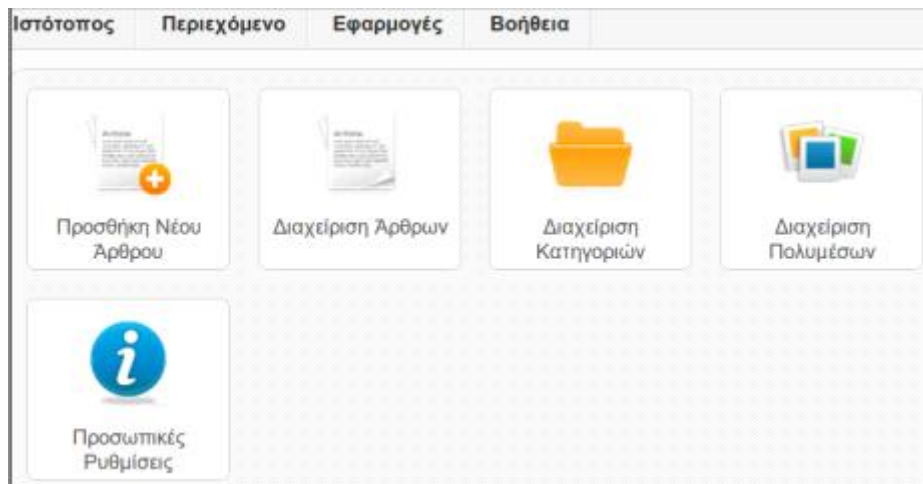 Ιστότοπος Περιεχόμενο Εφαρμογές Βοήθεια
Προσθήκη Νέου
Άρθρου
Διαχείριση Άρθρων
Διαχείριση
Κατηγοριών
Διαχείριση
Πολυμέσων
Προσωπικές
Ρυθμίσεις